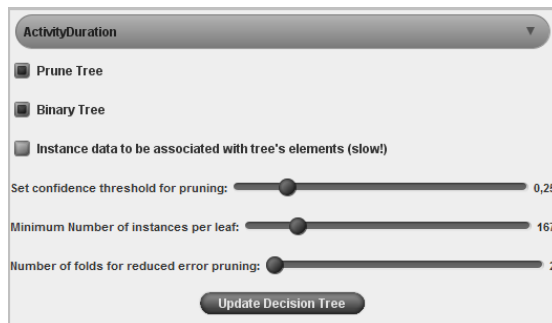 ActivityDuration
Prune Tree
Binary Tree
Instance data to be associated with tree's elements (slow!)
Set confidence threshold for pruning: 0,25
Minimum Number of instances per leaf: 167
Number of folds for reduced error pruning: 2
Update Decision Tree